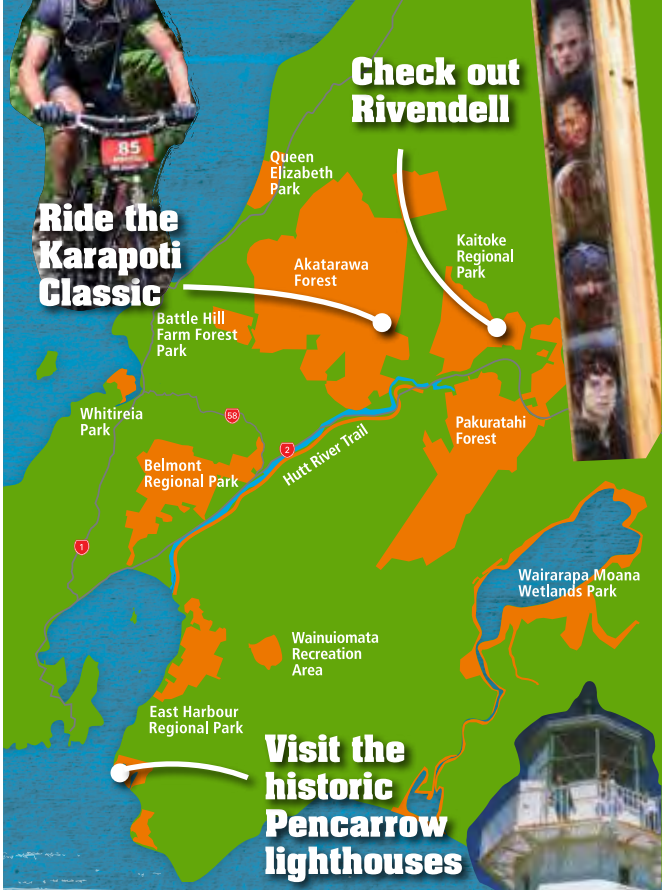 Check out
Rivendell
85
Queen
Elizabeth
Park
Ride the
Karapoti
Classic
Akatarawa
Forest
Kaitoke
Regional
Park
Battle Hill
Farm Forest
Park
Whitireia
Park
58
2
Hutt River Trail
Pakuratahi
Forest
Belmont
Regional Park
1
Wairarapa Moana
Wetlands Park
Wainuiomata
Recreation
Area
East Harbour
Regional Park
Visit the
historic
Pencarrow
lighthouses